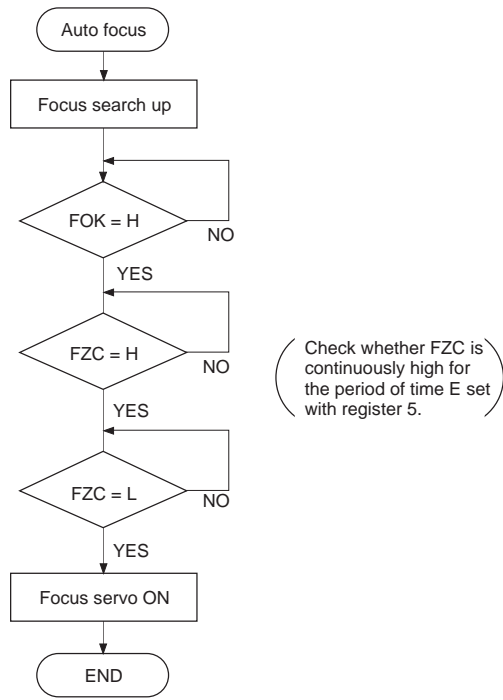 Auto focus
Focus search up
FOK = H
NO
YES
FZC = H
NO
Check whether FZC is
continuously high for
the period of time E set
with register 5.
YES
FZC = L
NO
YES
Focus servo ON
END